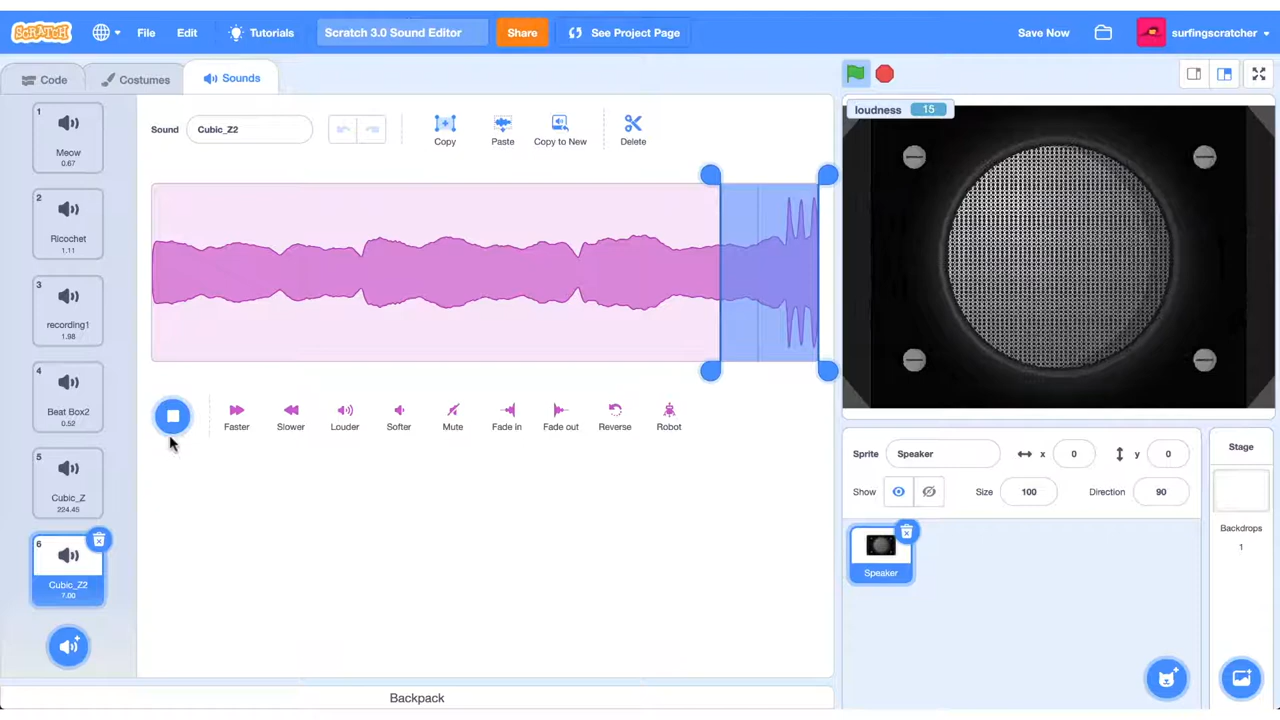 SCRATCH File Edit Tutorials Scratch 3.0 Sound Editor Share See Project Page Save Now surfingscratcher
Code Costumes Sounds
1
Meow
0.67
2
Ricochet
1.11
3
recording1
1.98
4
Beat Box2
0.52
5
Cubic_Z
224.45
6
Cubic_Z2
7.00
Sound Cubic_Z2
Copy Paste Copy to New Delete
Faster Slower Louder Softer Mute Fade in Fade out Reverse Robot
Backpack
loudness 15
Sprite Speaker x 0 y 0
Show Size 100 Direction 90
Speaker
Stage
Backdrops
1